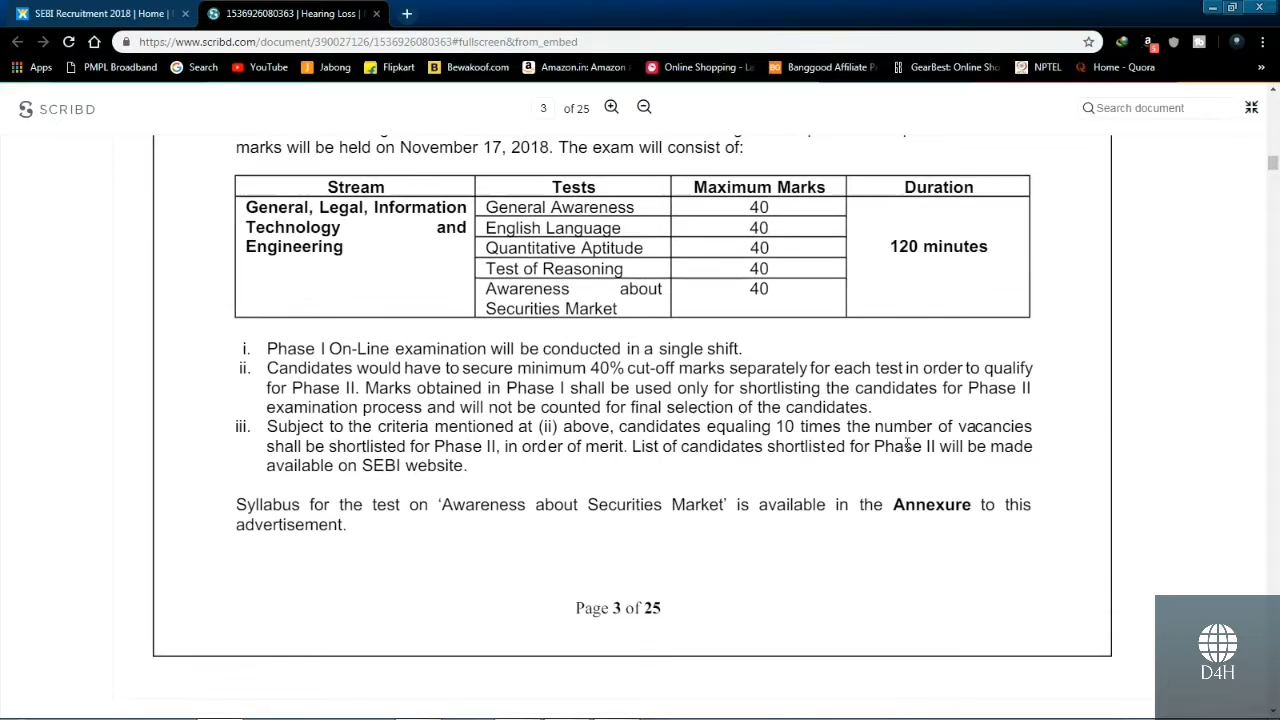 SEBI Recruitment 2018 | Home |
1536926080363 | Hearing Loss |
https://www.scribd.com/document/390027126/1536926080363#fullscreen&from_embed
Apps PMPL Broadband Search YouTube Jabong Flipkart Bewakoof.com Amazon.in: Amazon Online Shopping - La Banggood Affiliate Pr GearBest: Online Sho NPTEL Home - Quora »
SCRIBD 3 of 25 Search document
marks will be held on November 17, 2018. The exam will consist of:
Stream Tests Maximum Marks Duration
General, Legal, Information General Awareness 40
Technology and English Language 40
Engineering Quantitative Aptitude 40 120 minutes
Test of Reasoning 40
Awareness about 40
Securities Market
i. Phase I On-Line examination will be conducted in a single shift.
ii. Candidates would have to secure minimum 40% cut-off marks separately for each test in order to qualify
for Phase II. Marks obtained in Phase I shall be used only for shortlisting the candidates for Phase II
examination process and will not be counted for final selection of the candidates.
iii. Subject to the criteria mentioned at (ii) above, candidates equaling 10 times the number of vacancies
shall be shortlisted for Phase II, in order of merit. List of candidates shortlisted for Phase II will be made
available on SEBI website.
Syllabus for the test on ‘Awareness about Securities Market’ is available in the Annexure to this
advertisement.
Page 3 of 25
D4H